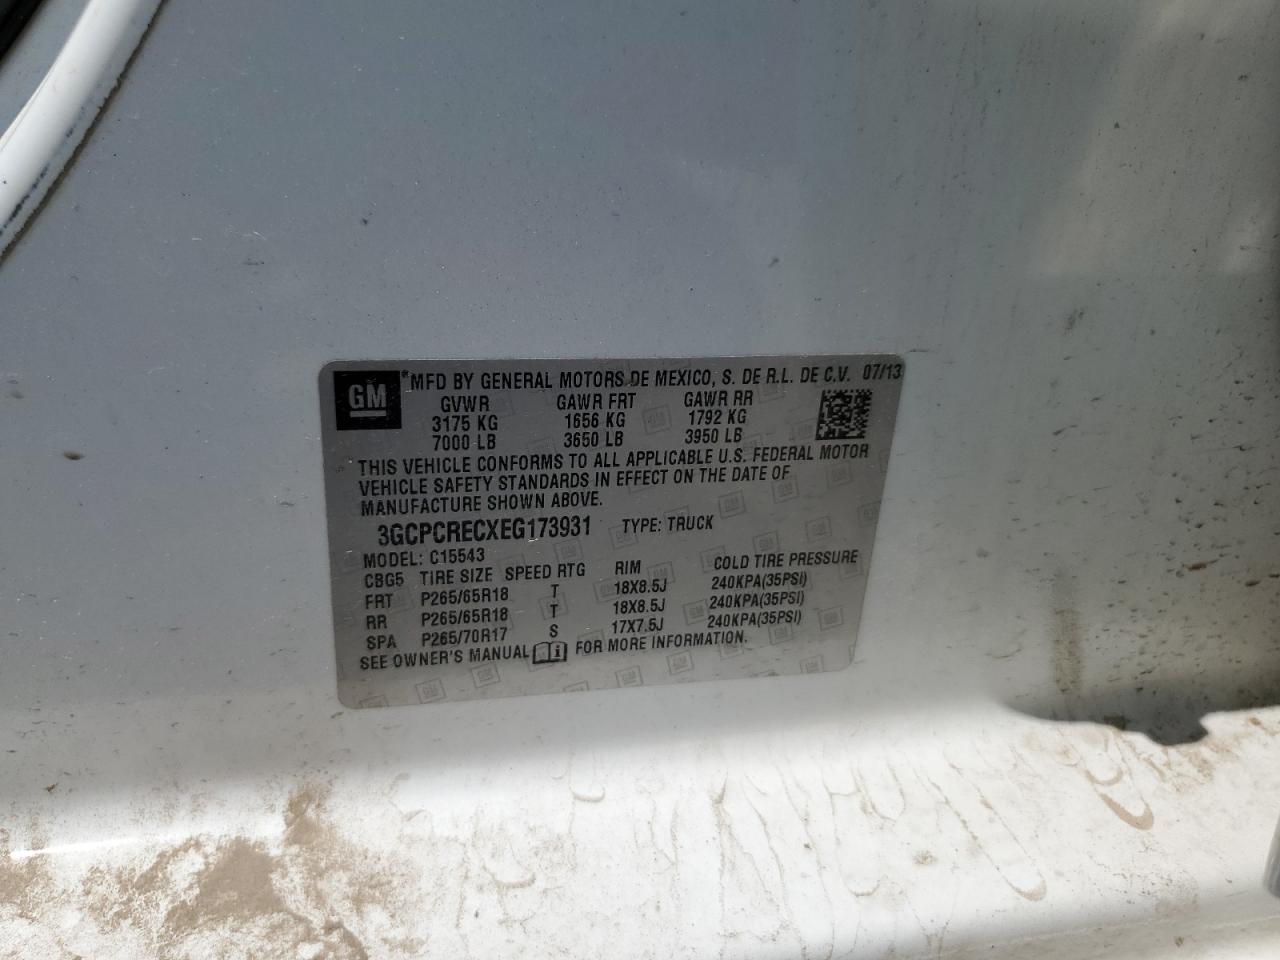 GM
*MFD BY GENERAL MOTORS DE MEXICO, S. DE R.L. DE C.V. 07/13
GVWR GAWR FRT GAWR RR
3175 KG 1656 KG 1792 KG
7000 LB 3650 LB 3950 LB
THIS VEHICLE CONFORMS TO ALL APPLICABLE U.S. FEDERAL MOTOR
VEHICLE SAFETY STANDARDS IN EFFECT ON THE DATE OF
MANUFACTURE SHOWN ABOVE.
3GCPCRECXEG173931 TYPE: TRUCK
MODEL: C15543
CBG5 TIRE SIZE SPEED RTG RIM COLD TIRE PRESSURE
FRT P265/65R18 T 18X8.5J 240KPA(35PSI)
RR P265/65R18 T 18X8.5J 240KPA(35PSI)
SPA P265/70R17 S 17X7.5J 240KPA(35PSI)
SEE OWNER'S MANUAL FOR MORE INFORMATION.